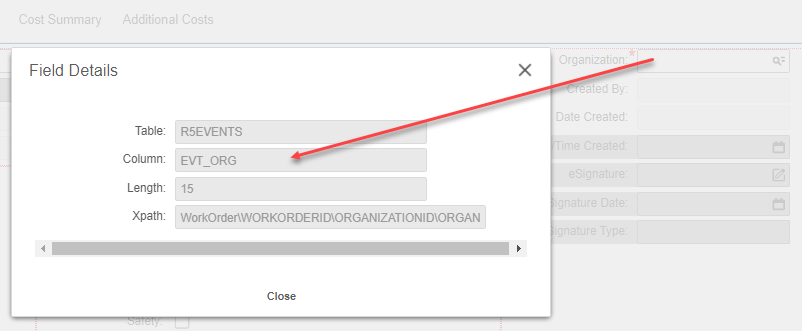 Cost Summary Additional Costs
Field Details
Organization:*
Created By:
Date Created:
Table: R5EVENTS
/Time Created:
Column: EVT_ORG
eSignature:
Length: 15
Signature Date:
Xpath: WorkOrder\WORKORDERID\ORGANIZATIONID\ORGAN
Signature Type:
Close
Safety: